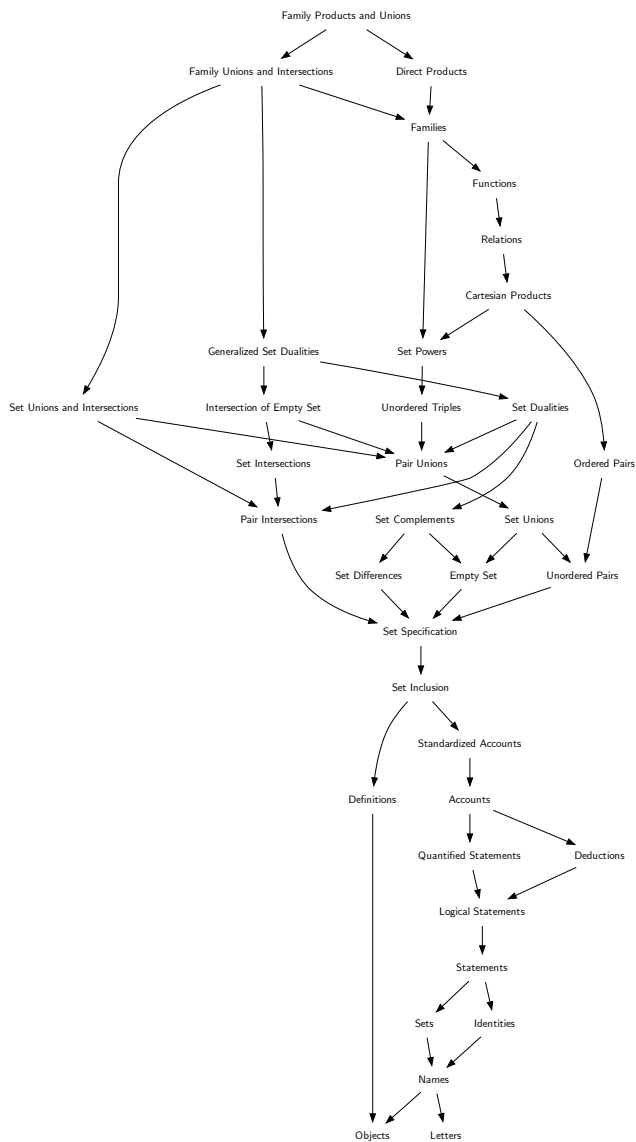 Family Products and Unions
Family Unions and Intersections
Direct Products
Families
Functions
Relations
Cartesian Products
Generalized Set Dualities
Set Powers
Set Unions and Intersections
Intersection of Empty Set
Unordered Triples
Set Dualities
Set Intersections
Pair Unions
Ordered Pairs
Pair Intersections
Set Complements
Set Unions
Set Differences
Empty Set
Unordered Pairs
Set Specification
Set Inclusion
Standardized Accounts
Definitions
Accounts
Quantified Statements
Deductions
Logical Statements
Statements
Sets
Identities
Names
Objects
Letters